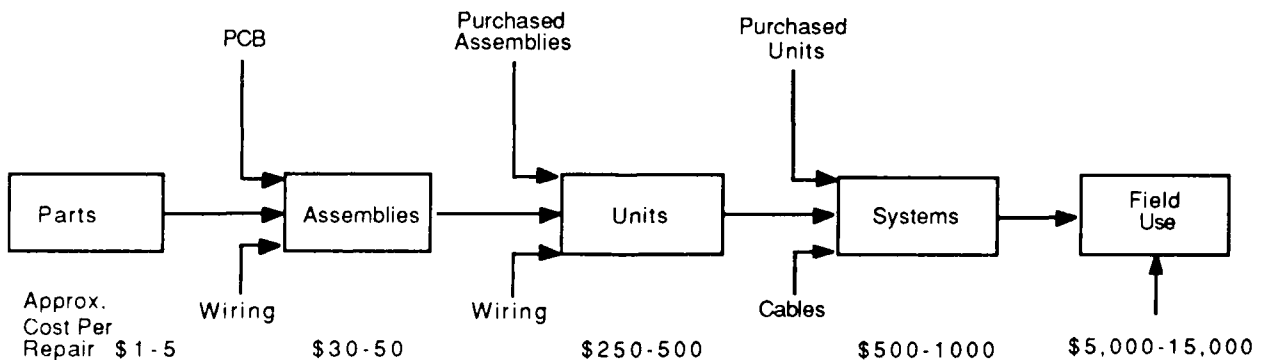 PCB
Purchased
Assemblies
Purchased
Units
Parts
Assemblies
Units
Systems
Field
Use
Wiring
Wiring
Cables
Approx.
Cost Per
Repair $1-5
$30-50
$250-500
$500-1000
$5,000-15,000